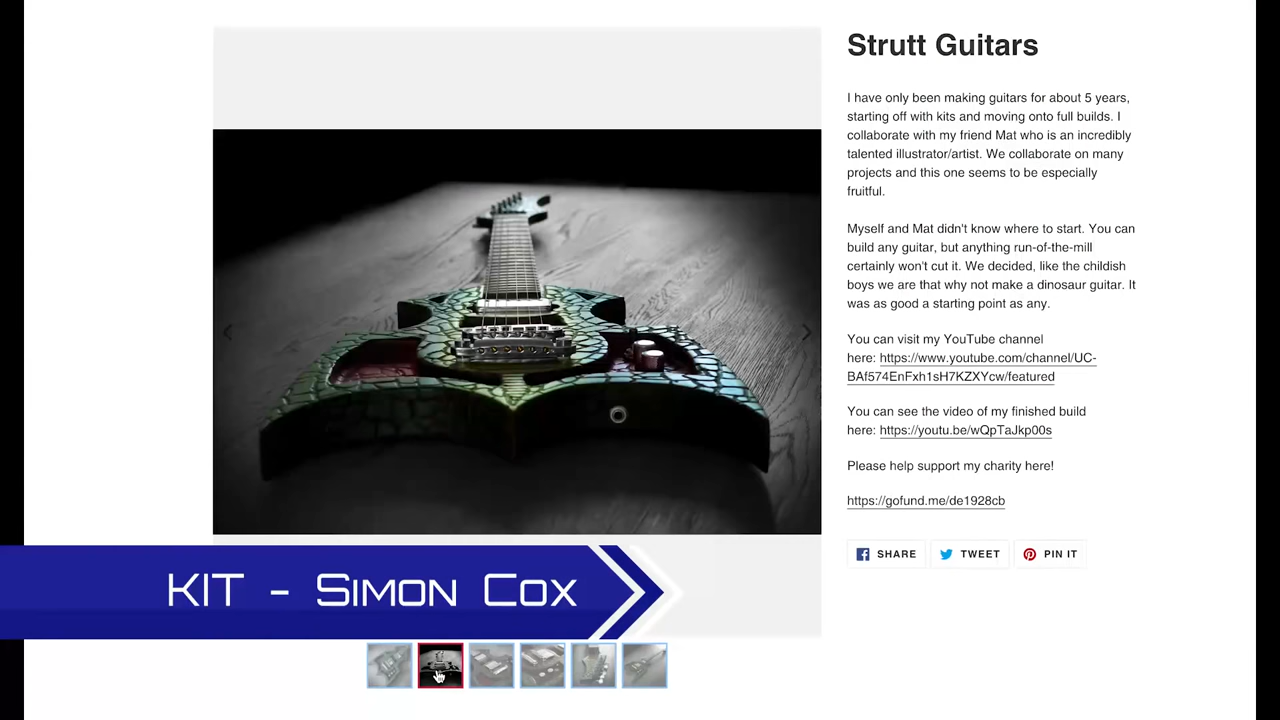 Strutt Guitars
I have only been making guitars for about 5 years,
starting off with kits and moving onto full builds. I
collaborate with my friend Mat who is an incredibly
talented illustrator/artist. We collaborate on many
projects and this one seems to be especially
fruitful.
Myself and Mat didn't know where to start. You can
build any guitar, but anything run-of-the-mill
certainly won't cut it. We decided, like the childish
boys we are that why not make a dinosaur guitar. It
was as good a starting point as any.
You can visit my YouTube channel
here: https://www.youtube.com/channel/UC-
BAf574EnFxh1sH7KZXYcw/featured
You can see the video of my finished build
here: https://youtu.be/wQpTaJkp00s
Please help support my charity here!
https://gofund.me/de1928cb
SHARE
TWEET
PIN IT
KIT - Simon Cox